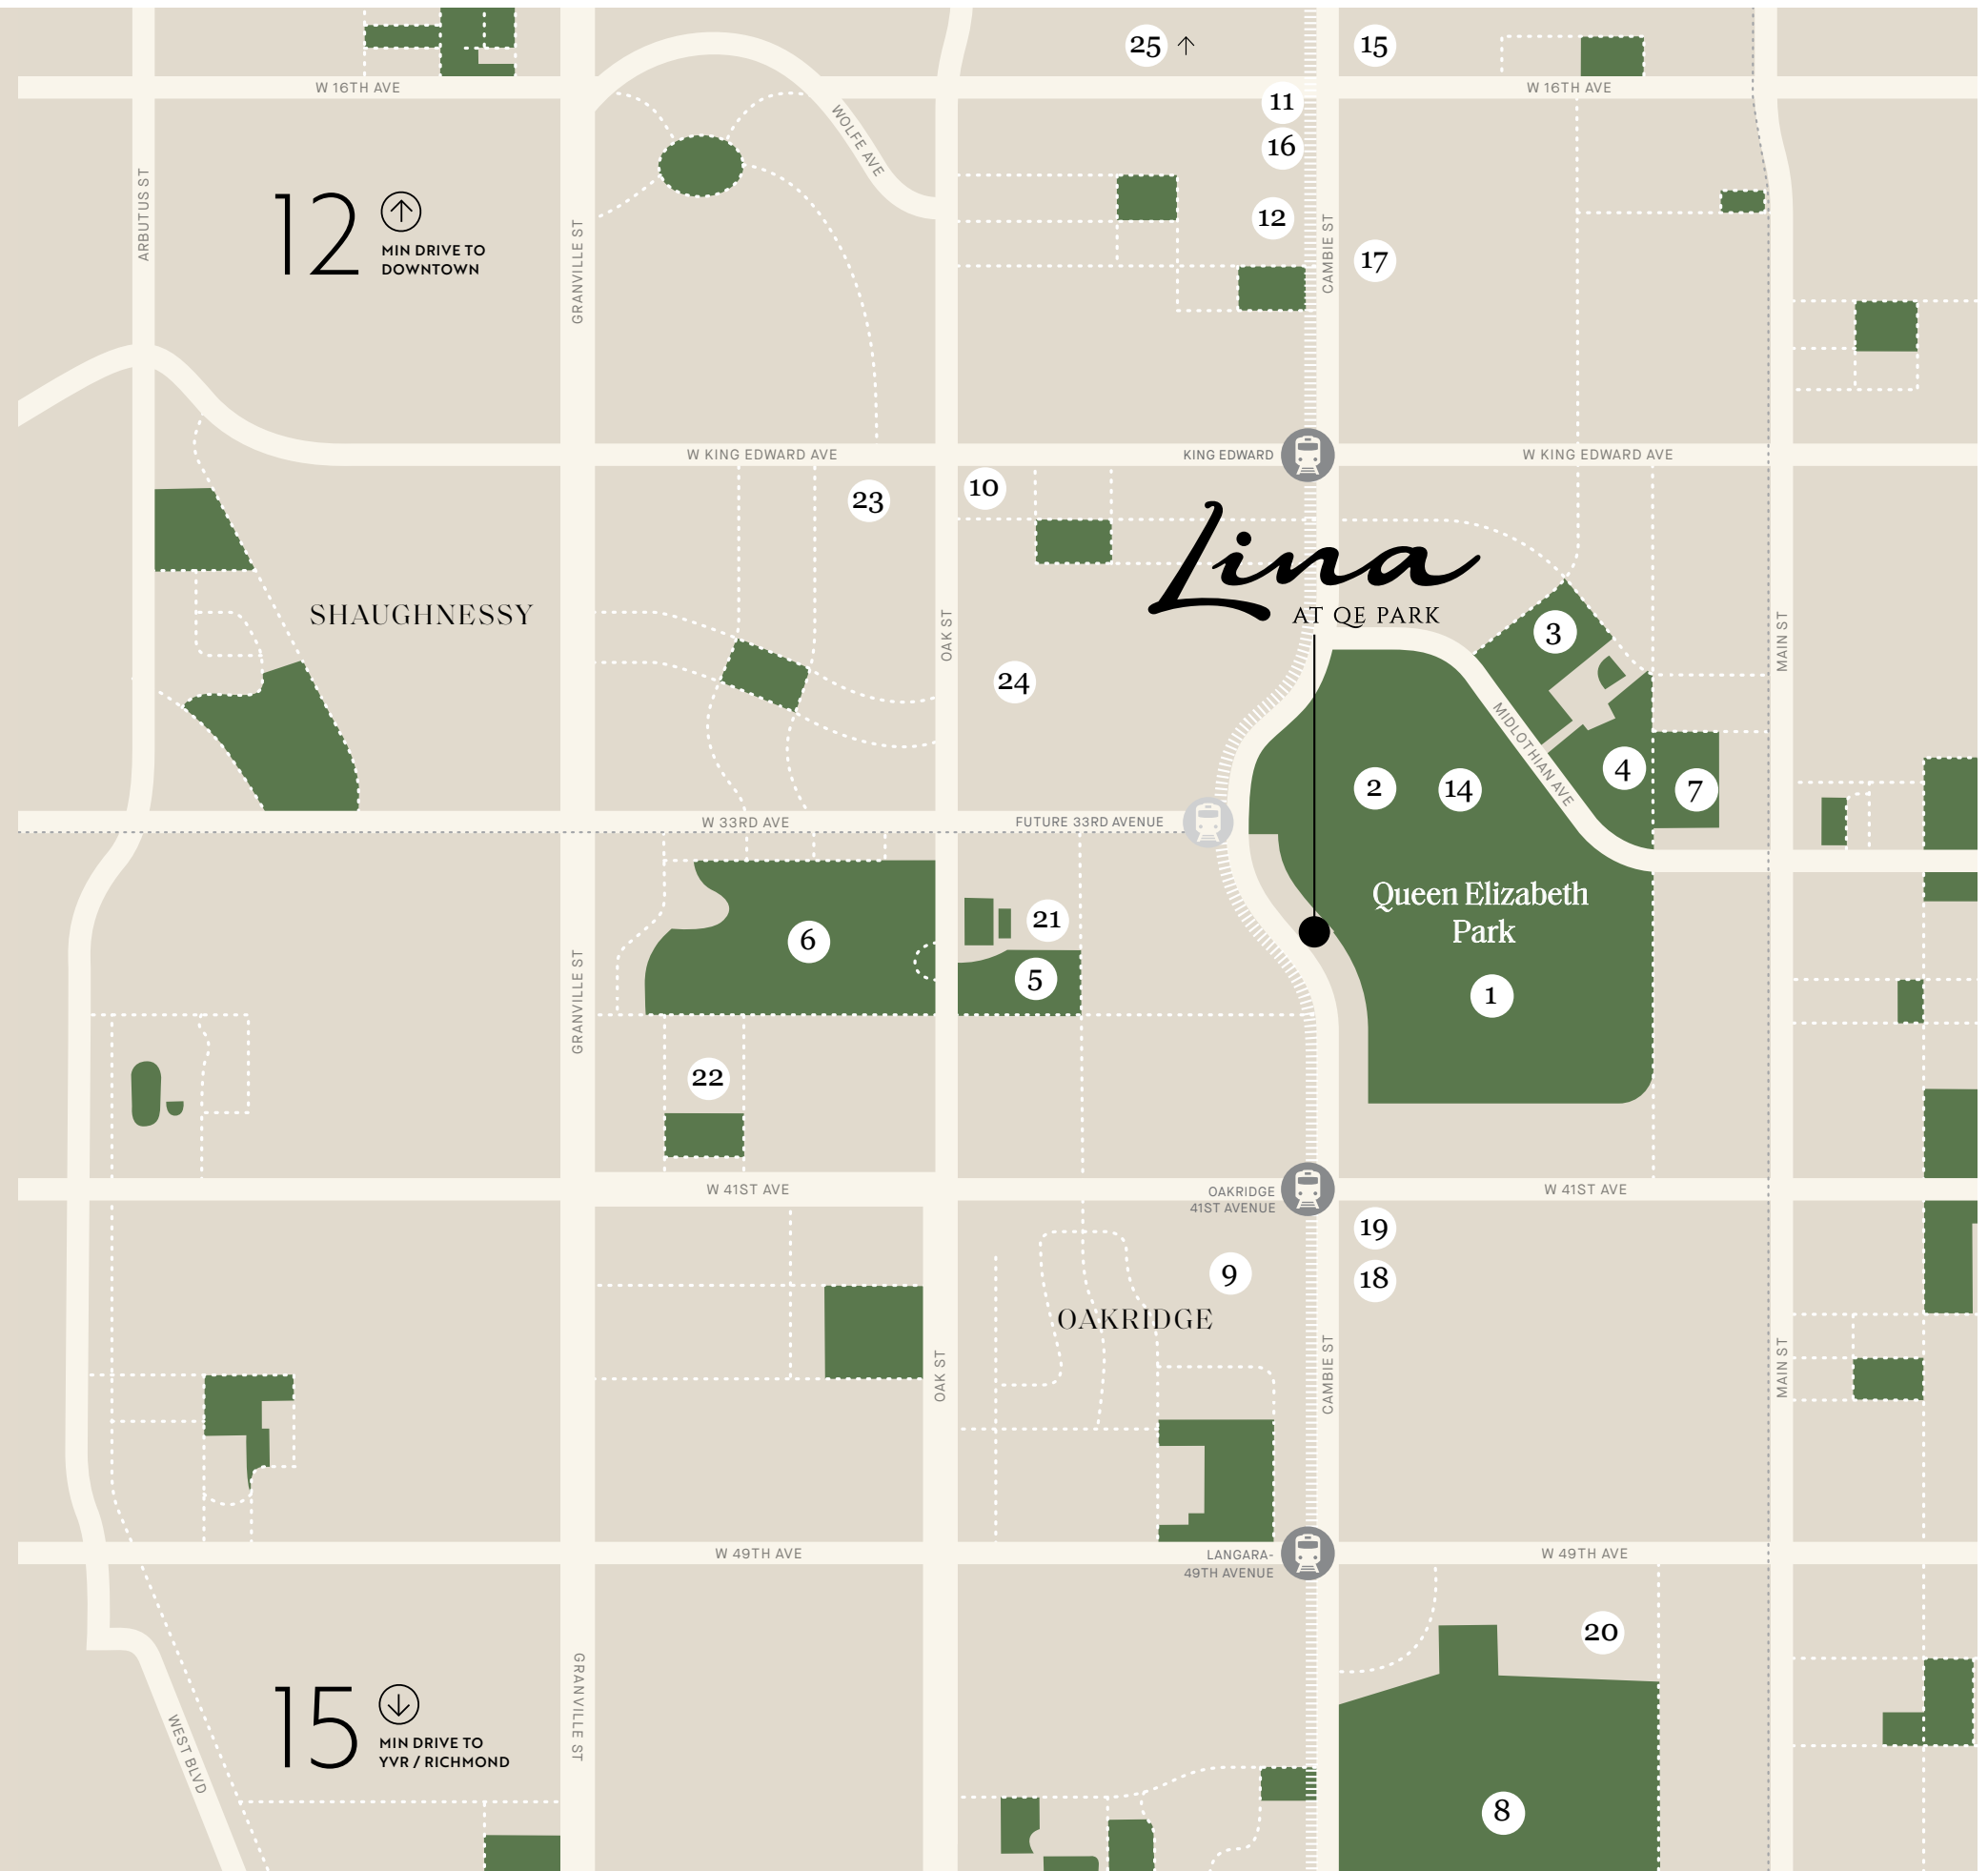 25
15
W 16TH AVE
W 16TH AVE
11
WOLFE AVE
16
ARBUTUS ST
12
MIN DRIVE TO
DOWNTOWN
GRANVILLE ST
12
CAMBIE ST
17
W KING EDWARD AVE
KING EDWARD
W KING EDWARD AVE
23
10
Lina
AT QE PARK
SHAUGHNESSY
OAK ST
3
MAIN ST
24
MIDLOTHIAN AVE
2
14
4
7
W 33RD AVE
FUTURE 33RD AVENUE
Queen Elizabeth
Park
21
6
5
1
GRANVILLE ST
22
W 41ST AVE
OAKRIDGE
41ST AVENUE
W 41ST AVE
19
9
18
OAKRIDGE
OAK ST
CAMBIE ST
MAIN ST
W 49TH AVE
LANGARA-
49TH AVENUE
W 49TH AVE
20
GRANVILLE ST
15
MIN DRIVE TO
YVR / RICHMOND
WEST BLVD
8